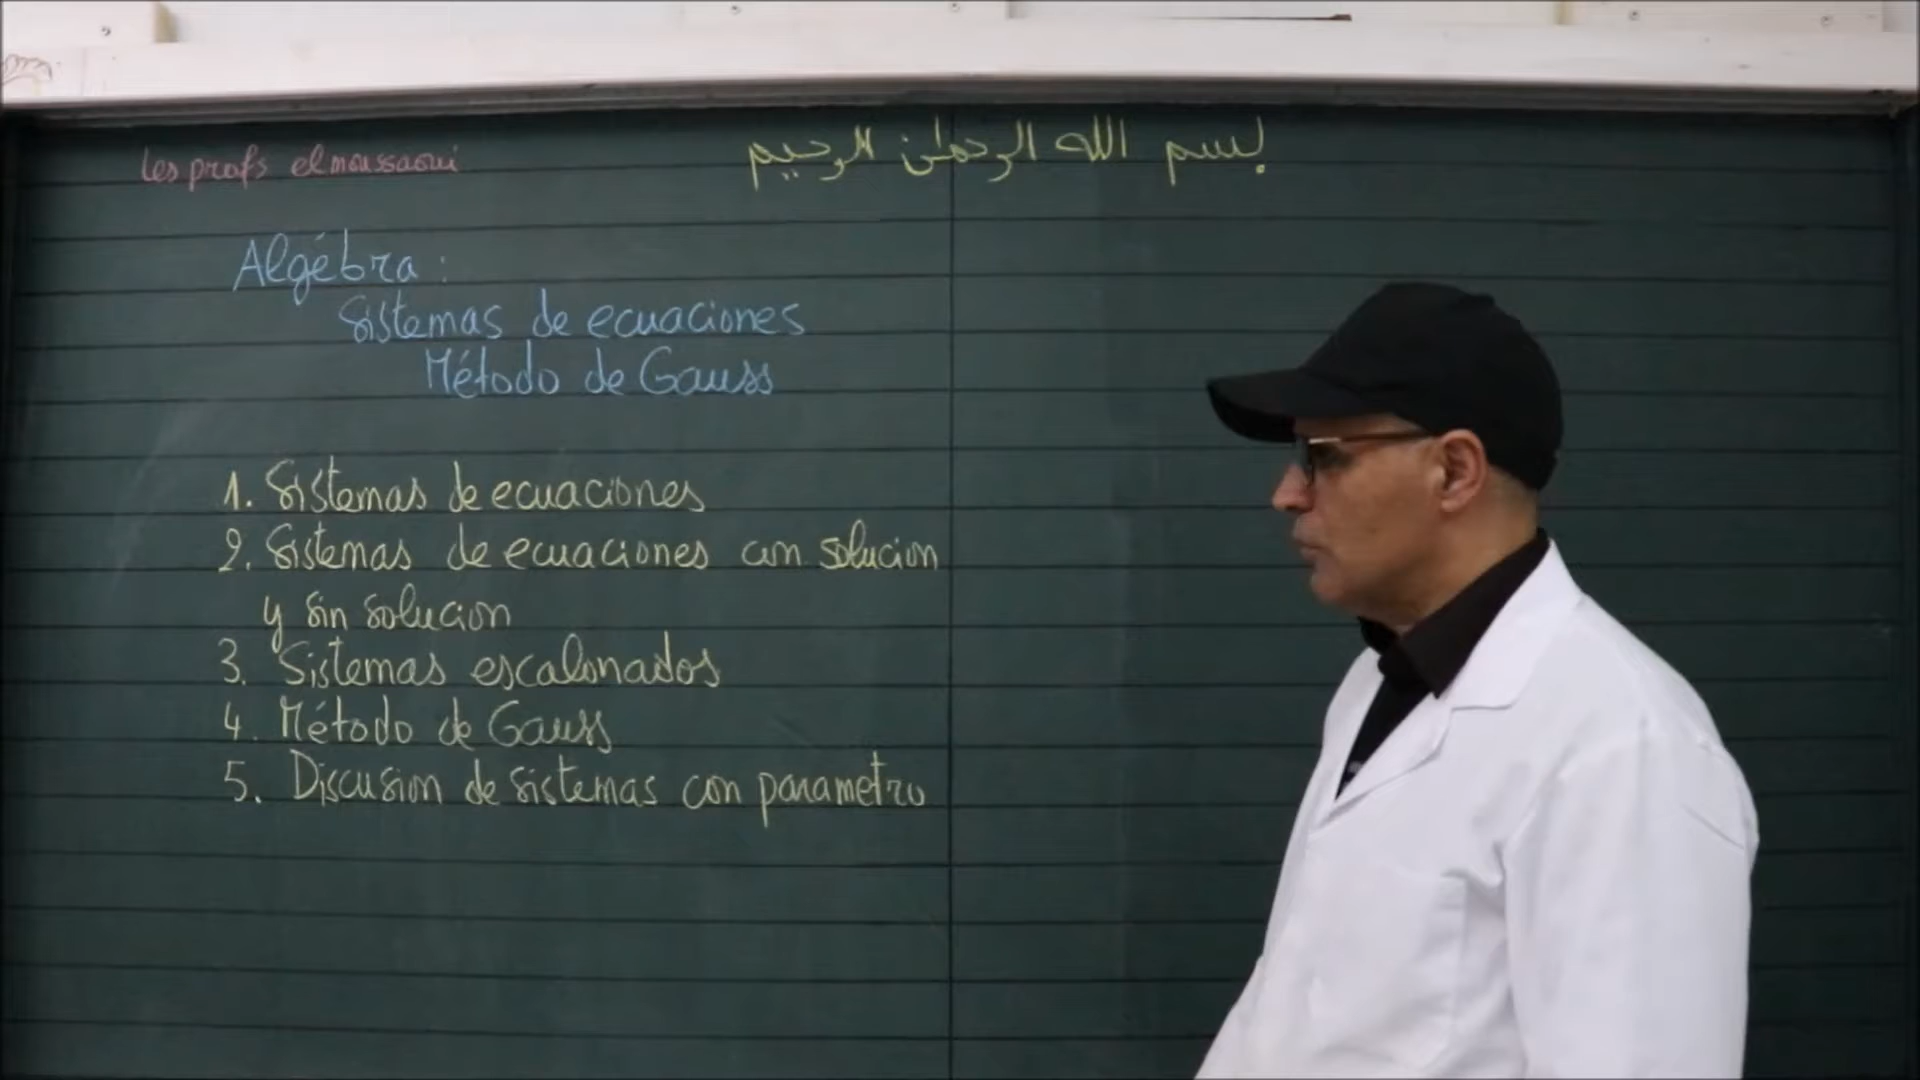 les profs elmoussaoui
بسم الله الرحمان الرحيم
Algébra :
Sistemas de ecuaciones
Método de Gauss
1. Sistemas de ecuaciones
2. Sistemas de ecuaciones con solucion
y sin solucion
3. Sistemas escalonados
4. Método de Gauss
5. Discusion de sistemas con parametro